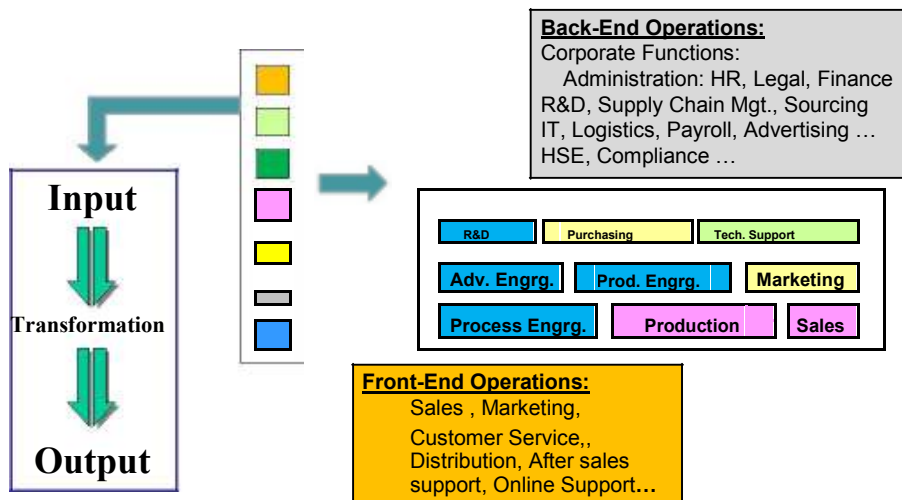 Back-End Operations:
Corporate Functions:
Administration: HR, Legal, Finance
R&D, Supply Chain Mgt., Sourcing
IT, Logistics, Payroll, Advertising …
HSE, Compliance …
Input
Transformation
Output
R&D
Purchasing
Tech. Support
Adv. Engrg.
Prod. Engrg.
Marketing
Process Engrg.
Production
Sales
Front-End Operations:
Sales , Marketing,
Customer Service,,
Distribution, After sales
support, Online Support…